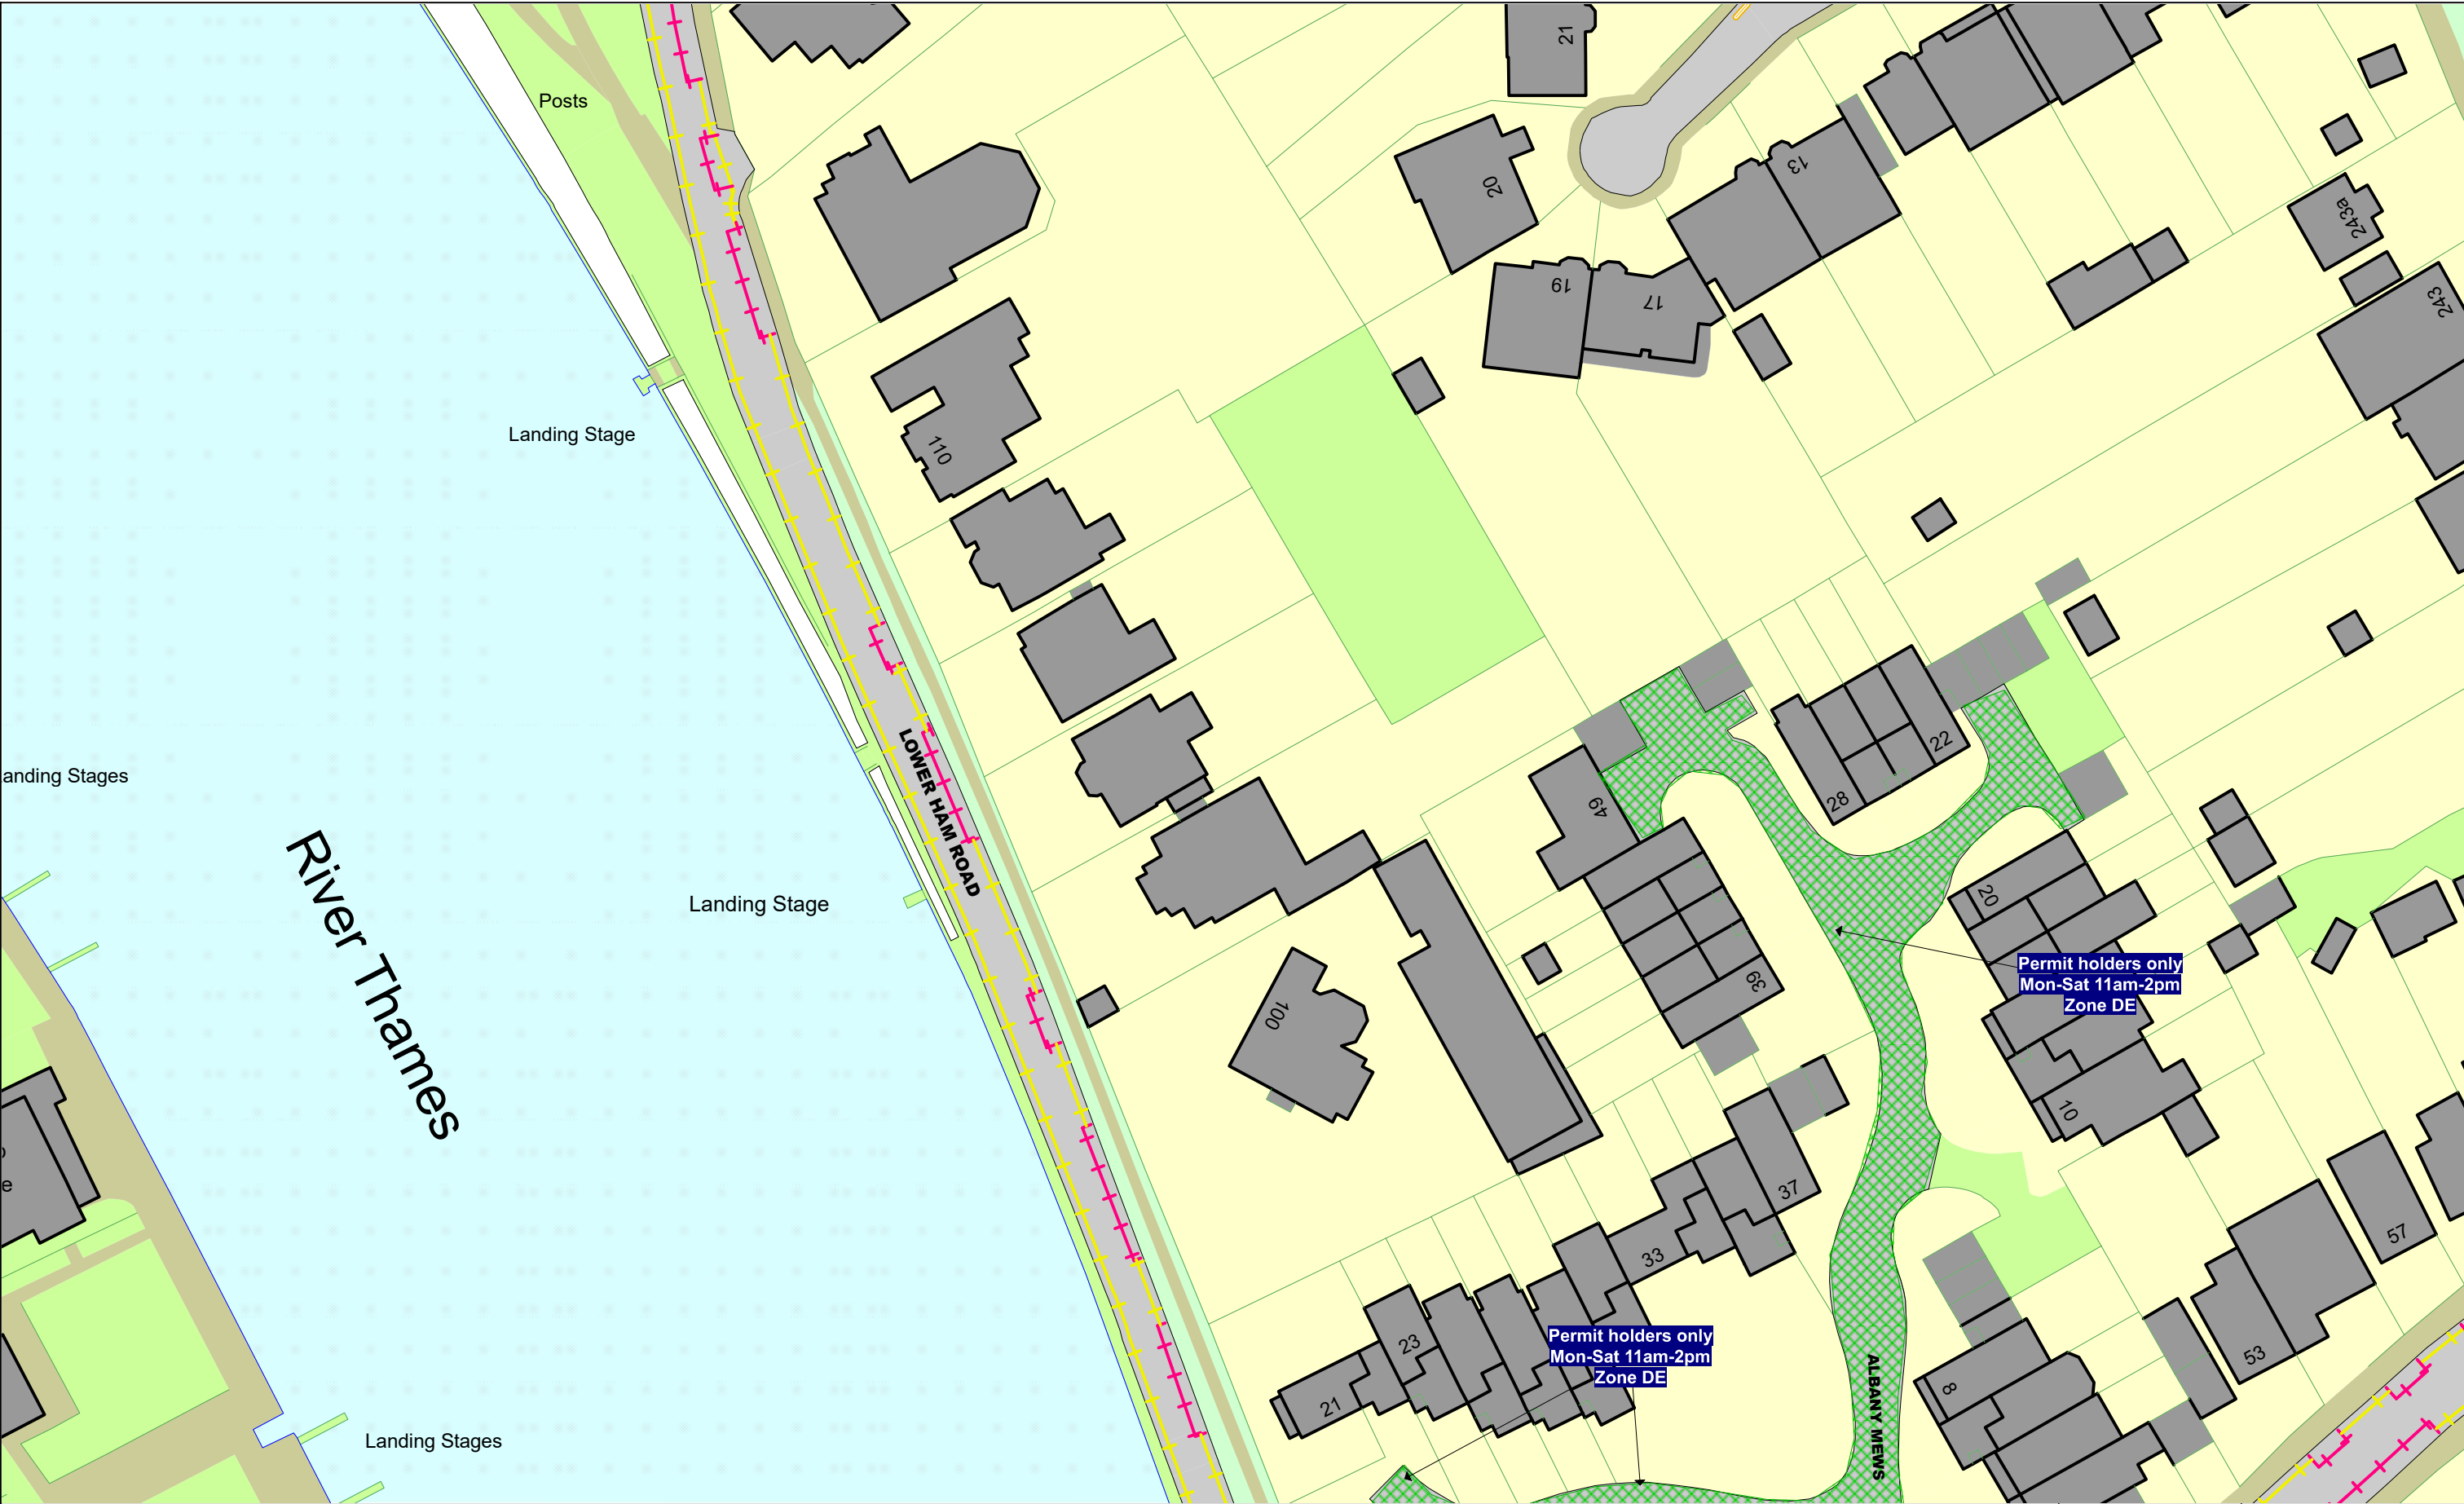 21
Posts
13
20
243a
19
17
243
Landing Stage
110
LOWER HAM ROAD
22
anding Stages
28
49
River Thames
20
Landing Stage
Permit holders only
Mon-Sat 11am-2pm
Zone DE
39
100
10
e
37
57
33
Permit holders only
Mon-Sat 11am-2pm
Zone DE
23
53
8
21
ALBANY MEWS
Landing Stages